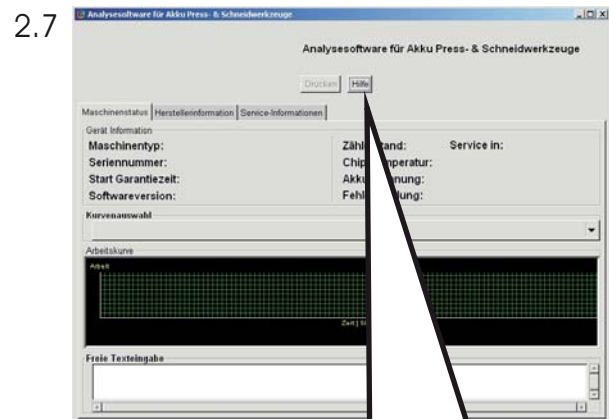 2.7
Analysesoftware für Akku Press- & Schneidwerkzeuge
Analysesoftware für Akku Press- & Schneidwerkzeuge
Drucken Hilfe
Maschinenstatus Herstellerinformation Service-Informationen
Gerät Information
Maschinentyp: Service in:
Seriennummer:
Start Garantiezeit:
Softwareversion:
Kurvenauswahl
Arbeitskurve
Arbeit
Freie Texteingabe